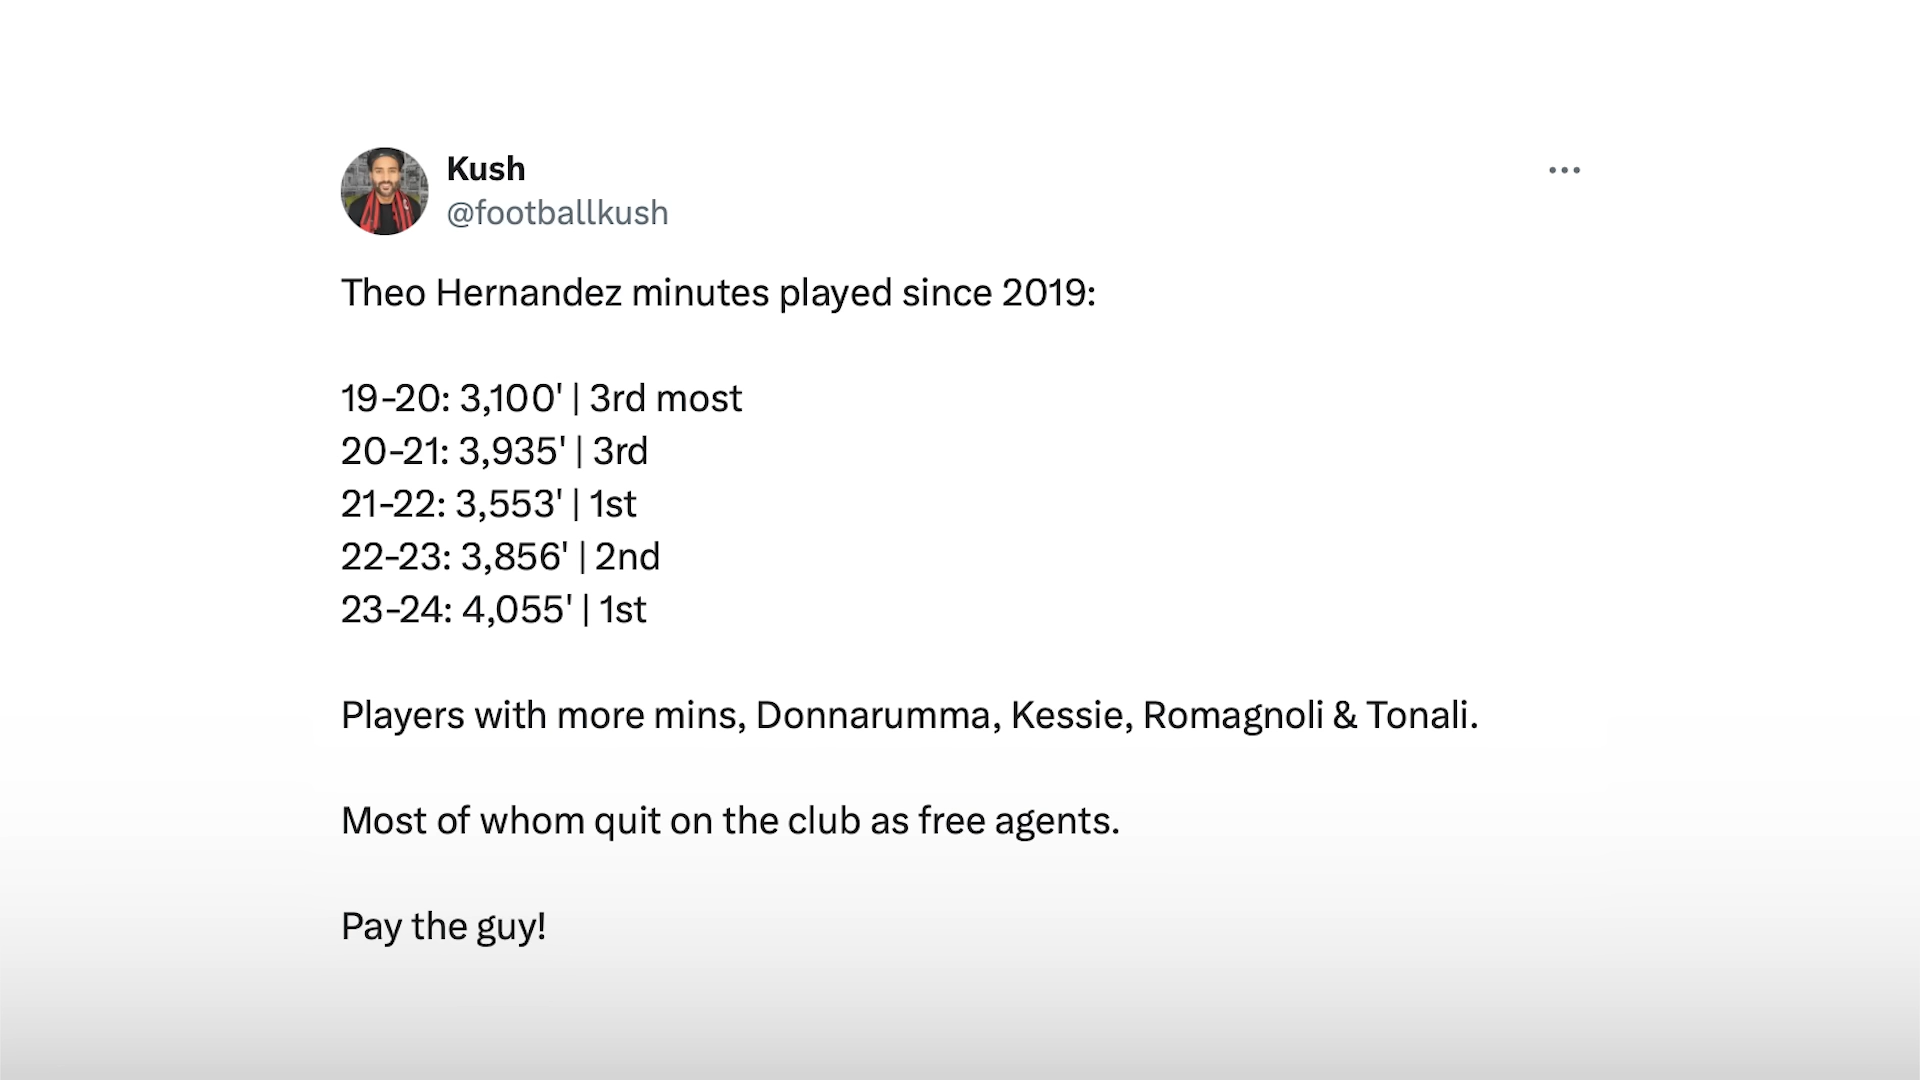 Kush
@footballkush
Theo Hernandez minutes played since 2019:
19-20: 3,100' | 3rd most
20-21: 3,935' | 3rd
21-22: 3,553' | 1st
22-23: 3,856' | 2nd
23-24: 4,055' | 1st
Players with more mins, Donnarumma, Kessie, Romagnoli & Tonali.
Most of whom quit on the club as free agents.
Pay the guy!